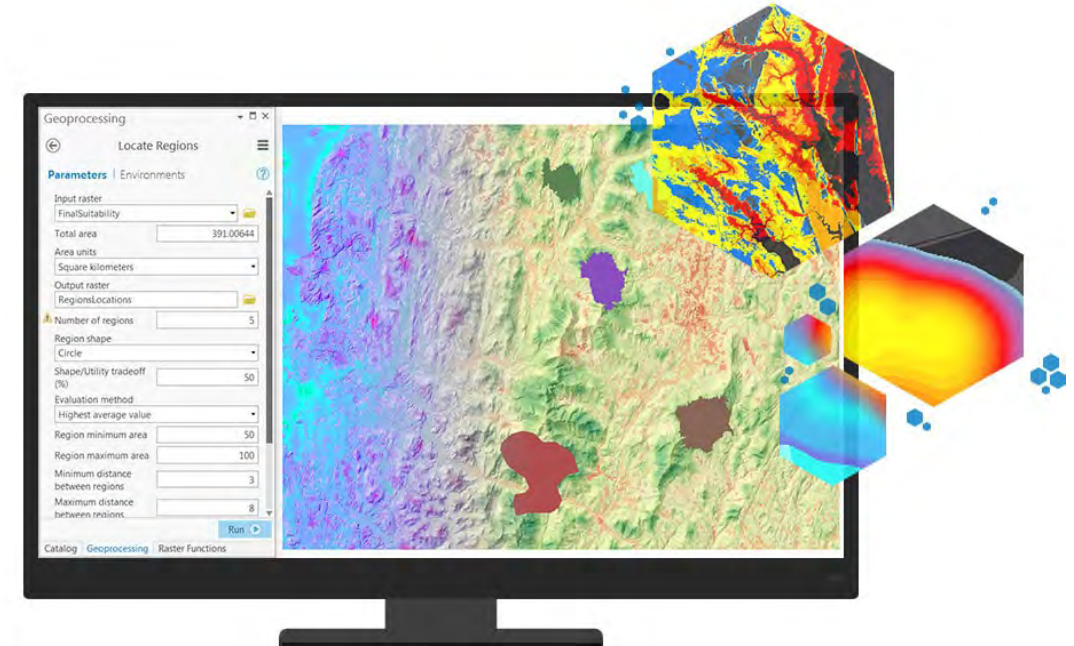 Geoprocessing
Locate Regions
Parameters | Environments
Input raster
FinalSuitability
Total area 391.00644
Area units
Square kilometers
Output raster
RegionsLocations
Number of regions 5
Region shape
Circle
Shape/Utility tradeoff
(%) 50
Evaluation method
Highest average value
Region minimum area 50
Region maximum area 100
Minimum distance
between regions 3
Maximum distance
between regions 8
Run
Catalog Geoprocessing Raster Functions